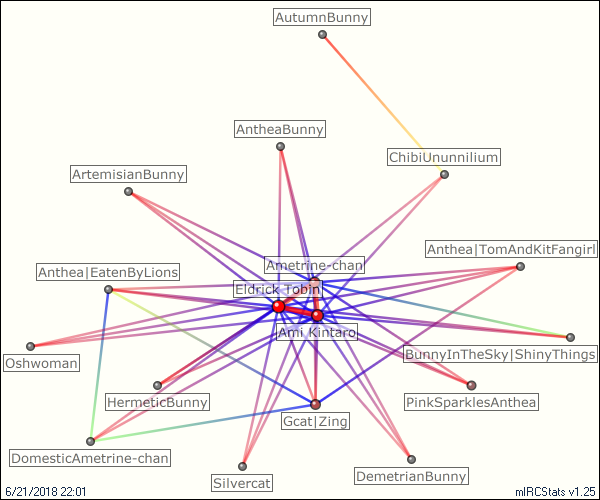 AutumnBunny
AntheaBunny
ChibiUnunnilium
ArtemisianBunny
Anthea|TomAndKitFangirl
Ametrine-chan
Anthea|EatenByLions
Eldrick Tobin
Ami Kintaro
BunnyInTheSky|ShinyThings
Oshwoman
HermeticBunny
PinkSparklesAnthea
Gcat|Zing
DomesticAmetrine-chan
DemetrianBunny
Silvercat
6/21/2018 22:01
mIRCStats v1.25